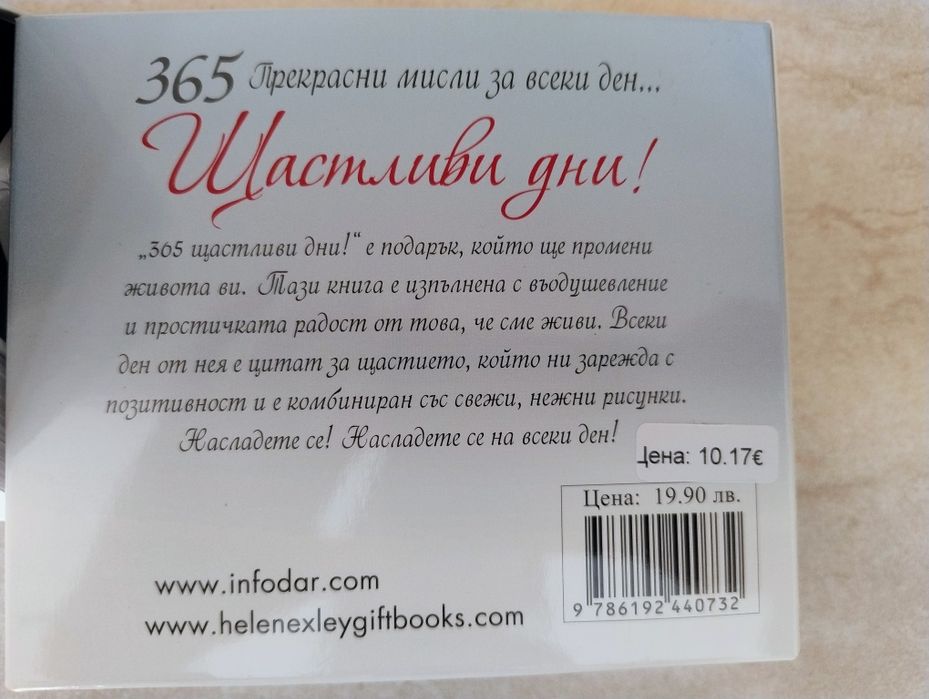 365 Прекрасни мисли за всеки ден...
Щастливи дни!
„365 щастливи дни!“ е подарък, който ще промени
живота ви. Тази книга е изпълнена с въодушевление
и простичката радост от това, че сме живи. Всеки
ден от нея е цитат за щастието, който ни зарежда с
позитивност и е комбиниран със свежи, нежни рисунки.
Насладете се! Насладете се на всеки ден!
Цена: 10.17€
Цена: 19.90 лв.
9 786192 440732
www.infodar.com
www.helenexleygiftbooks.com